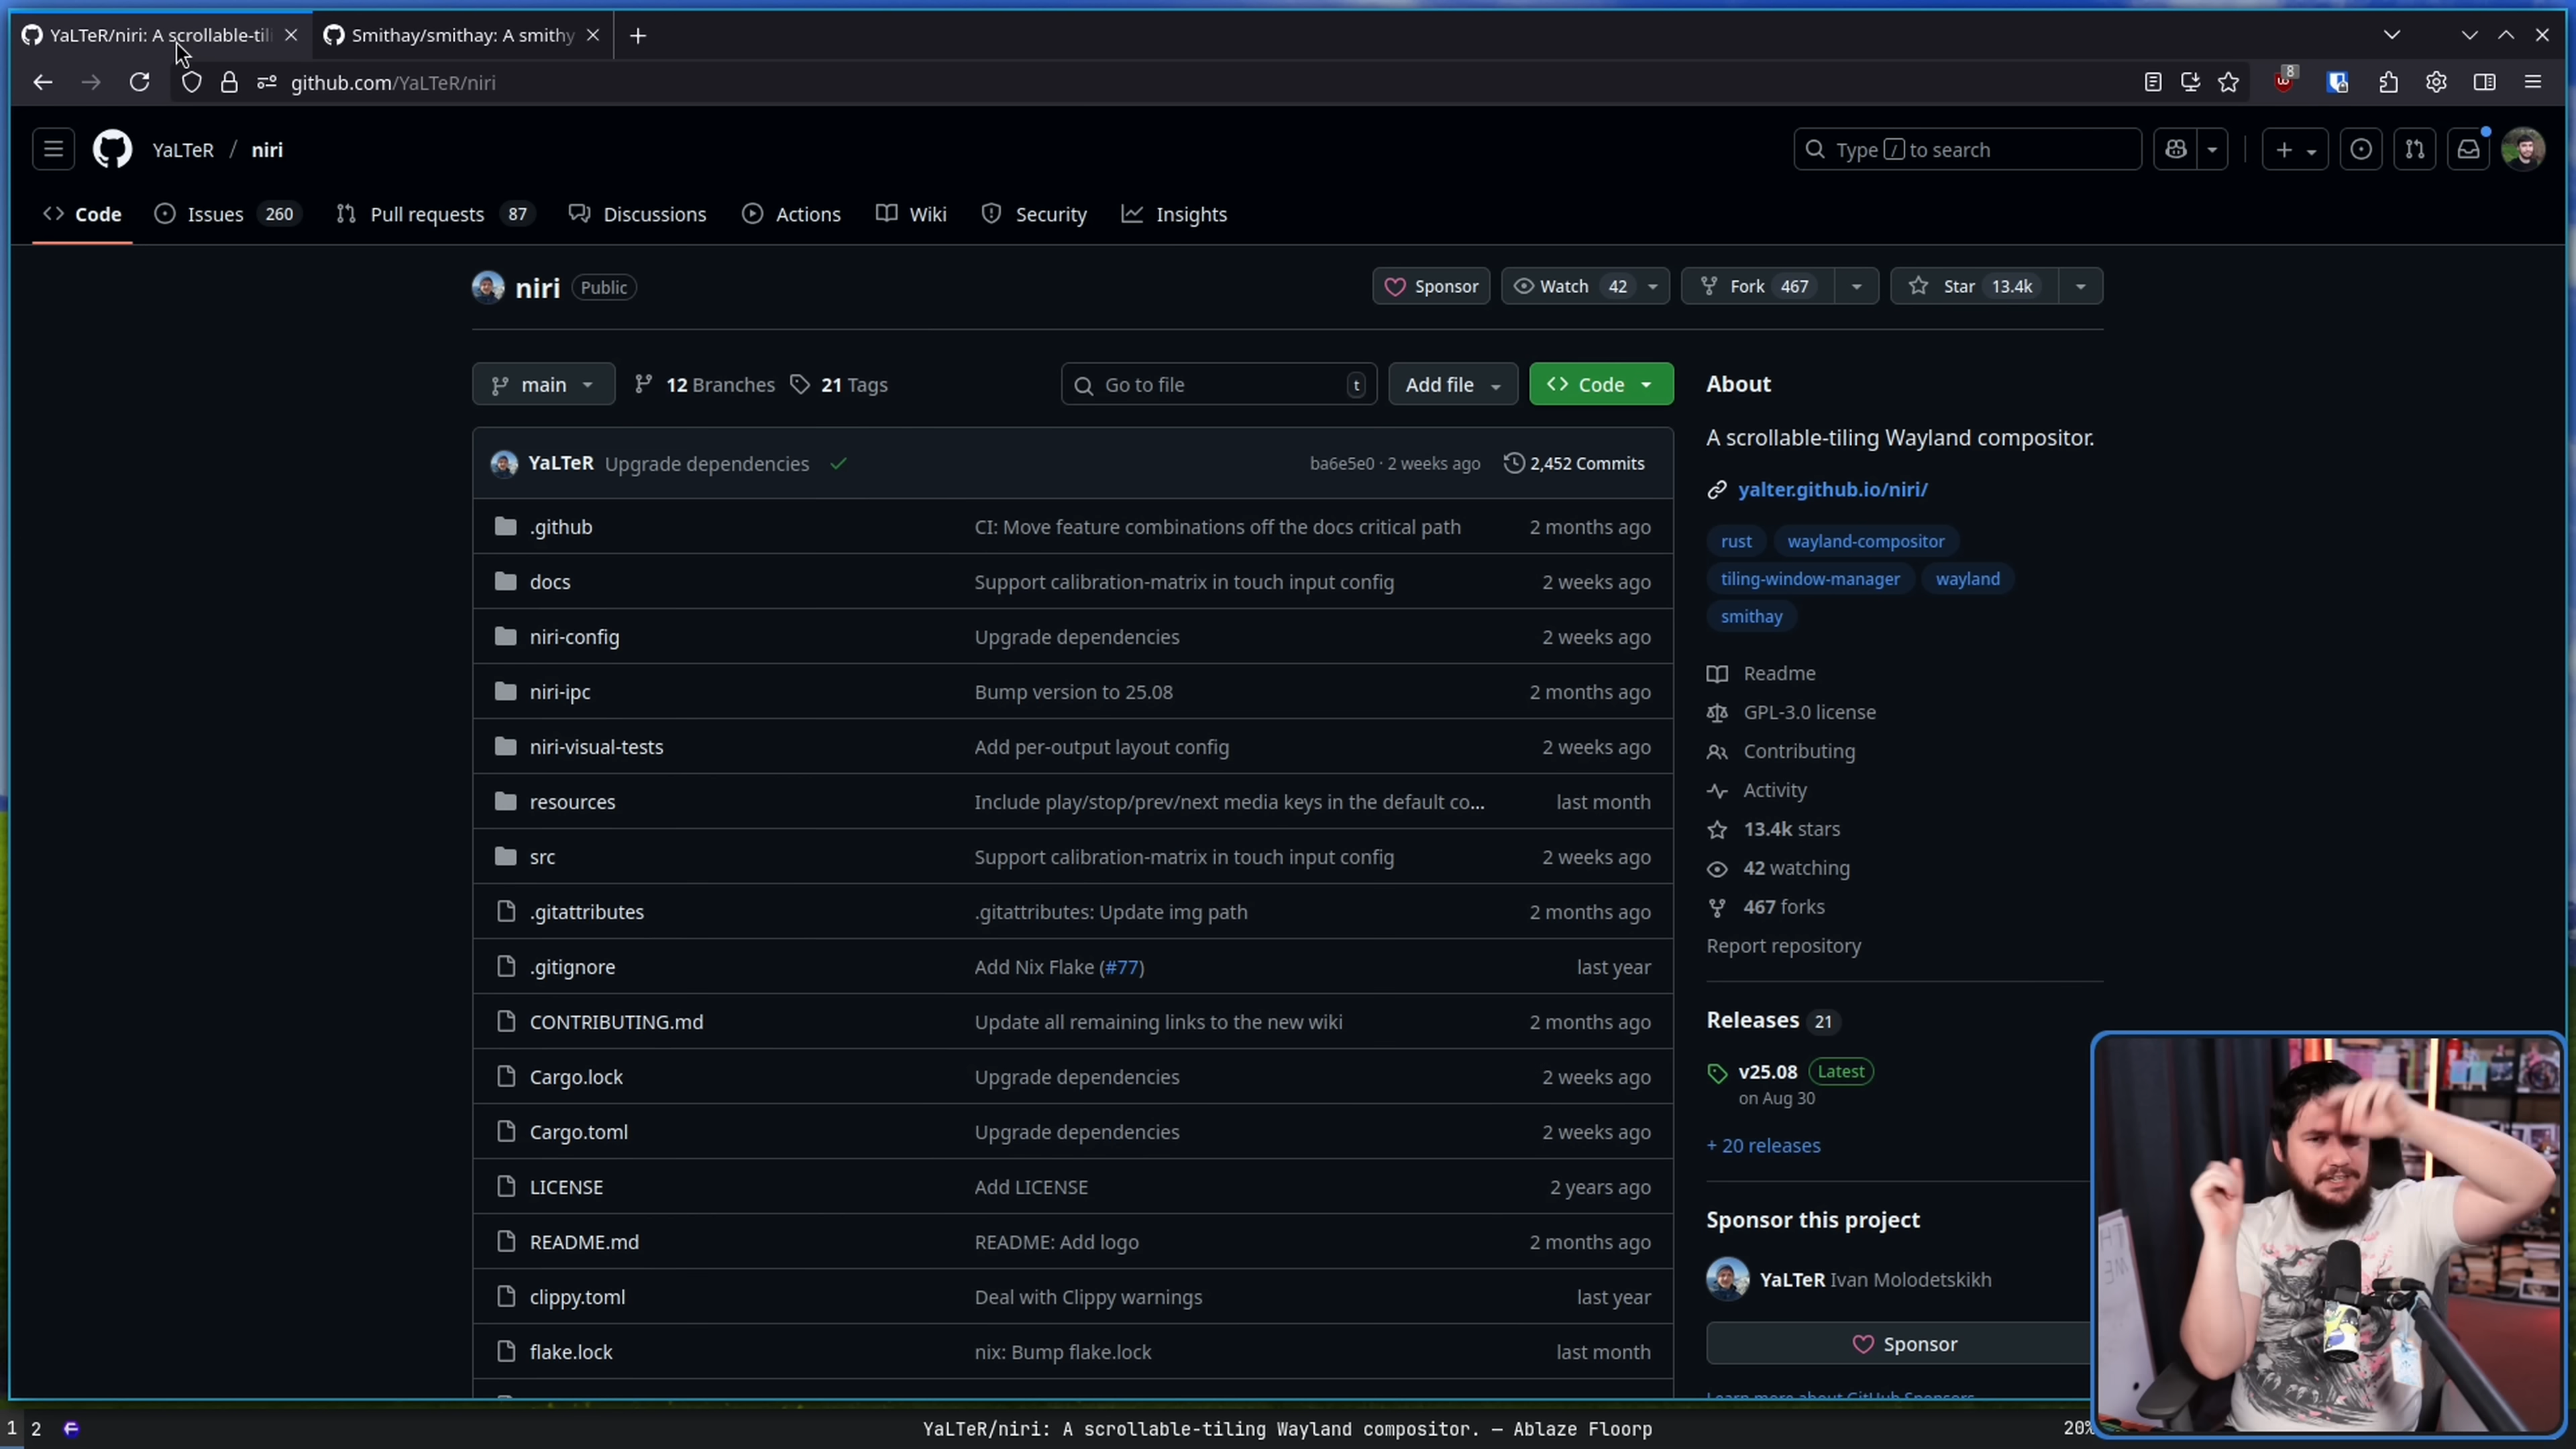 YaLTeR/niri: A scrollable-til
Smithay/smithay: A smithy
github.com/YaLTeR/niri
8
YaLTeR / niri
Type / to search
Code
Issues 260
Pull requests 87
Discussions
Actions
Wiki
Security
Insights
niri Public
Sponsor
Watch 42
Fork 467
Star 13.4k
main
12 Branches
21 Tags
Go to file t
Add file
Code
YaLTeR Upgrade dependencies
ba6e5e0 · 2 weeks ago
2,452 Commits
.github CI: Move feature combinations off the docs critical path 2 months ago
docs Support calibration-matrix in touch input config 2 weeks ago
niri-config Upgrade dependencies 2 weeks ago
niri-ipc Bump version to 25.08 2 months ago
niri-visual-tests Add per-output layout config 2 weeks ago
resources Include play/stop/prev/next media keys in the default co... last month
src Support calibration-matrix in touch input config 2 weeks ago
.gitattributes .gitattributes: Update img path 2 months ago
.gitignore Add Nix Flake (#77) last year
CONTRIBUTING.md Update all remaining links to the new wiki 2 months ago
Cargo.lock Upgrade dependencies 2 weeks ago
Cargo.toml Upgrade dependencies 2 weeks ago
LICENSE Add LICENSE 2 years ago
README.md README: Add logo 2 months ago
clippy.toml Deal with Clippy warnings last year
flake.lock nix: Bump flake.lock last month
About
A scrollable-tiling Wayland compositor.
yalter.github.io/niri/
rust wayland-compositor
tiling-window-manager wayland
smithay
Readme
GPL-3.0 license
Contributing
Activity
13.4k stars
42 watching
467 forks
Report repository
Releases 21
v25.08 Latest
on Aug 30
+ 20 releases
Sponsor this project
YaLTeR Ivan Molodetskikh
Sponsor
Learn more about GitHub Sponsors
1 2
YaLTeR/niri: A scrollable-tiling Wayland compositor. — Ablaze Floorp
20%